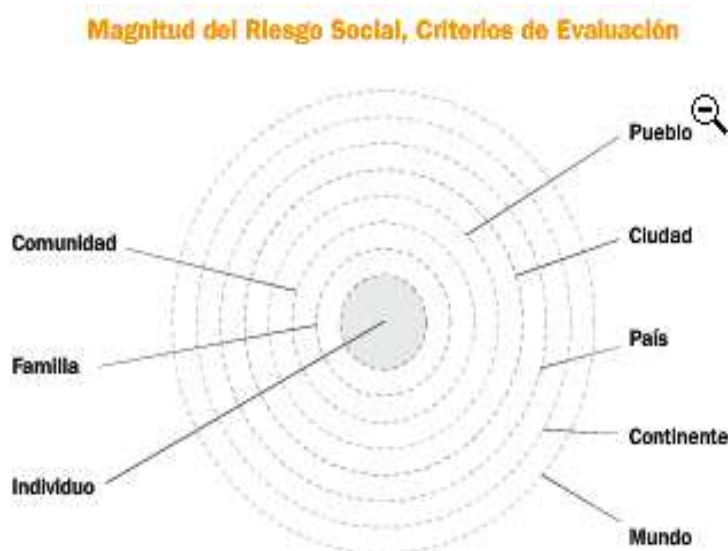 Magnitud del Riesgo Social, Criterios de Evaluación
Pueblo
Comunidad
Ciudad
País
Familia
Continente
Individuo
Mundo